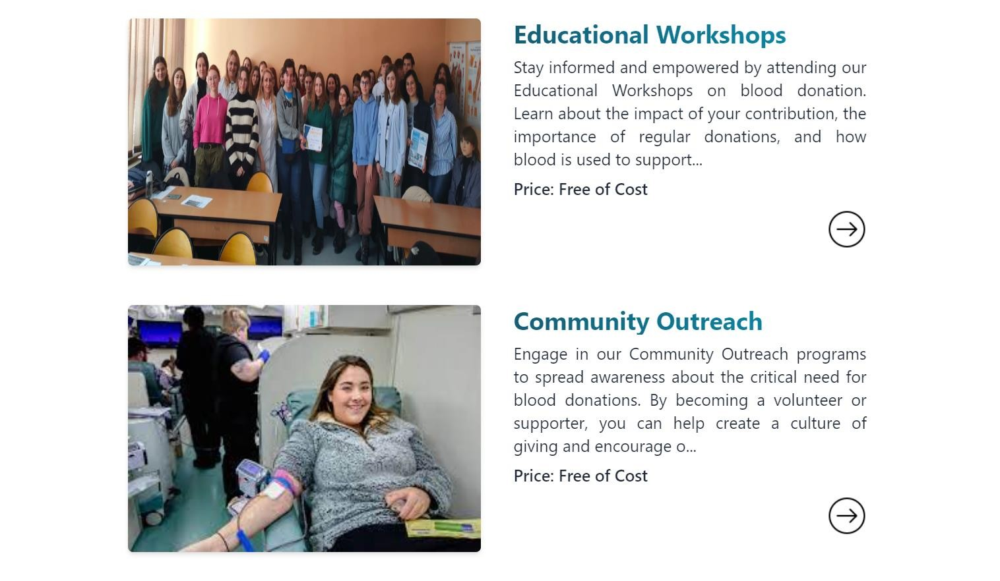 Educational Workshops
Stay informed and empowered by attending our
Educational Workshops on blood donation.
Learn about the impact of your contribution, the
importance of regular donations, and how
blood is used to support...
Price: Free of Cost
Community Outreach
Engage in our Community Outreach programs
to spread awareness about the critical need for
blood donations. By becoming a volunteer or
supporter, you can help create a culture of
giving and encourage o...
Price: Free of Cost